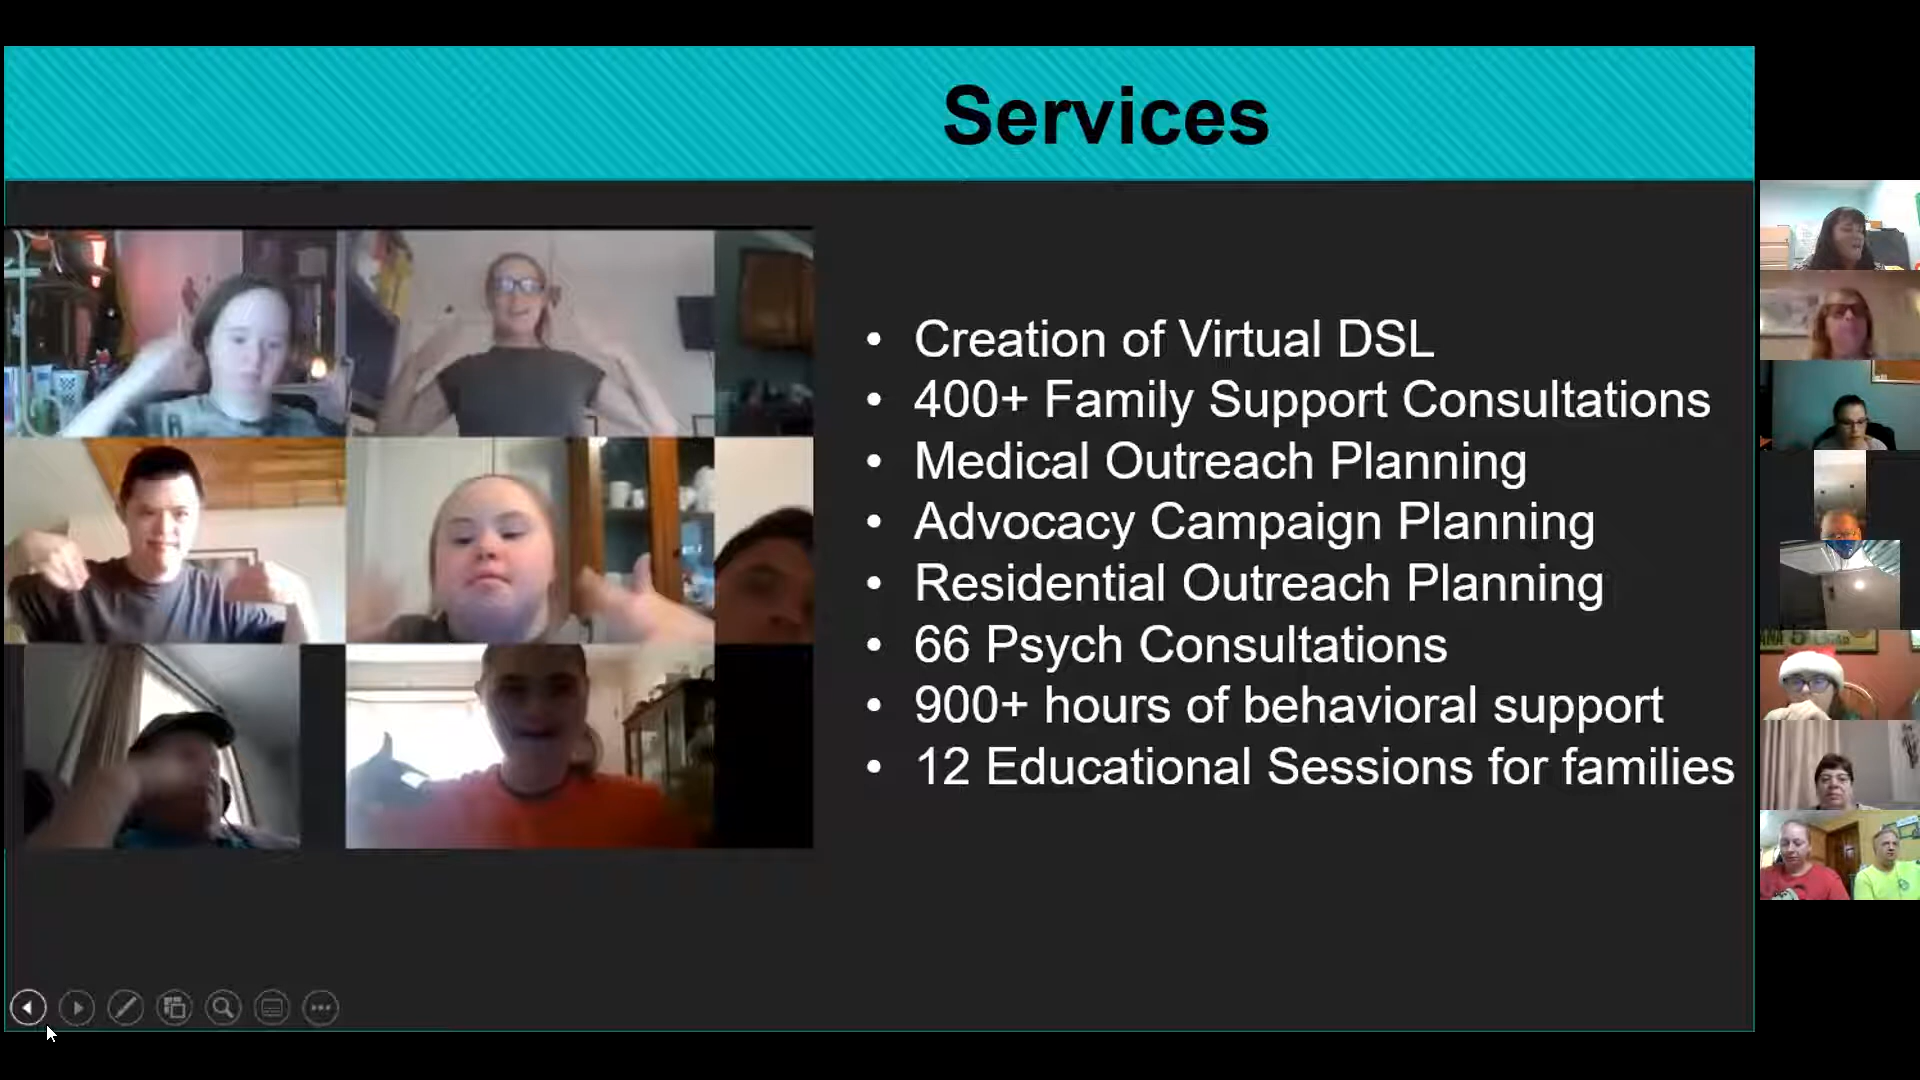 Services
• Creation of Virtual DSL
• 400+ Family Support Consultations
• Medical Outreach Planning
• Advocacy Campaign Planning
• Residential Outreach Planning
• 66 Psych Consultations
• 900+ hours of behavioral support
• 12 Educational Sessions for families